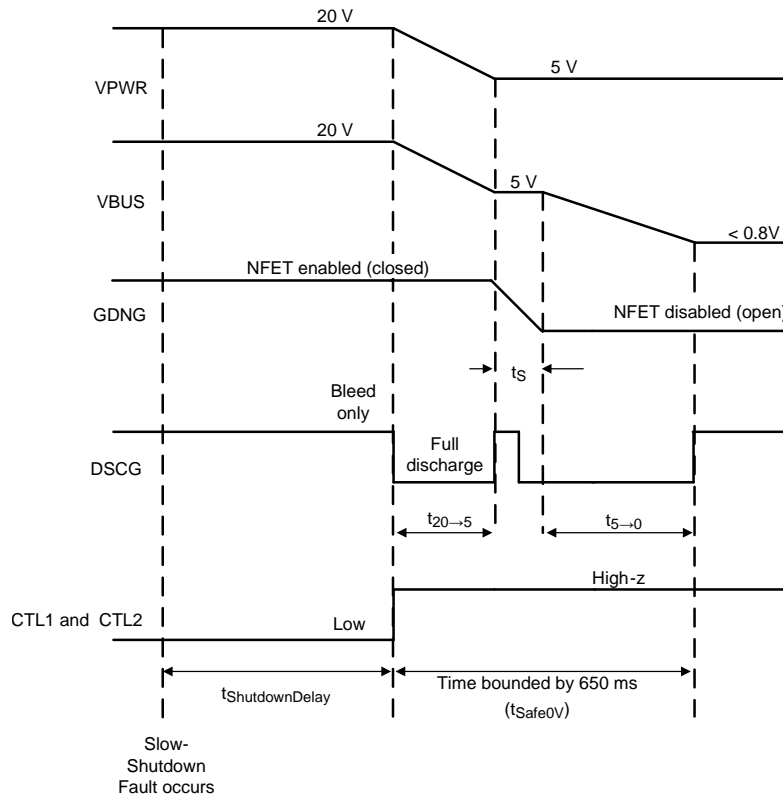 20 V
5 V
VPWR
20 V
5 V
VBUS
< 0.8V
NFET enabled (closed)
GDNG
NFET disabled (open)
tS
Bleed
only
Full
discharge
DSCG
t20→5
t5→0
High-z
CTL1 and CTL2
Low
tShutdownDelay
Time bounded by 650 ms
(tSafe0V)
Slow-
Shutdown
Fault occurs